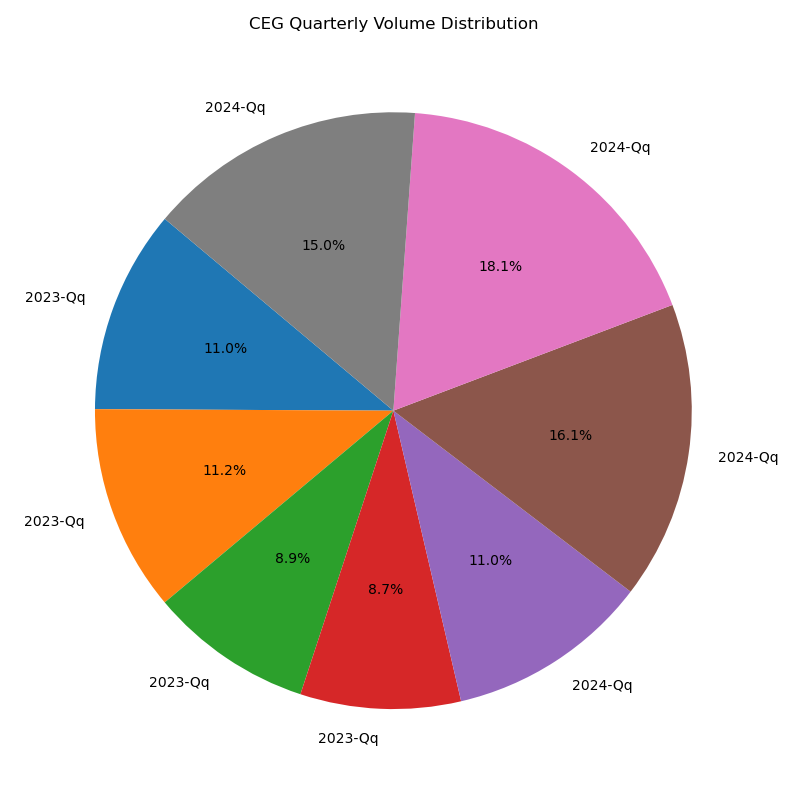 CEG Quarterly Volume Distribution
2024-Qq
2024-Qq
15.0%
18.1%
2023-Qq
11.0%
16.1%
2024-Qq
11.2%
2023-Qq
8.9%
11.0%
8.7%
2023-Qq
2024-Qq
2023-Qq